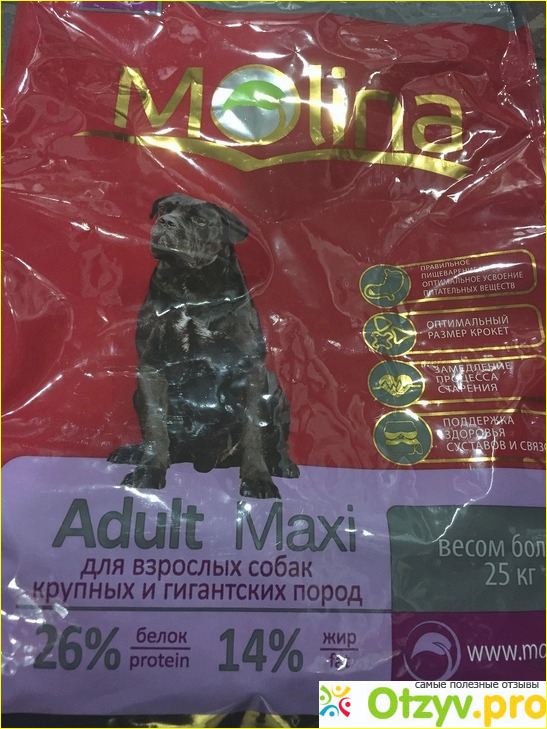 Molina
ПРАВИЛЬНОЕ
ПИЩЕВАРЕНИЕ
ОПТИМАЛЬНОЕ УСВОЕНИЕ
ПИТАТЕЛЬНЫХ ВЕЩЕСТВ
ОПТИМАЛЬНЫЙ
РАЗМЕР КРОКЕТ
ЗАМЕДЛЕНИЕ
ПРОЦЕССА
СТАРЕНИЯ
ПОДДЕРЖКА
ЗДОРОВЬЯ
СУСТАВОВ И СВЯЗ
Adult Maxi
для взрослых собак
крупных и гигантских пород
весом бол
25 кг
26% белок
protein
14% жир
fat
www.mo
самые полезные отзывы
Otzyv.pro